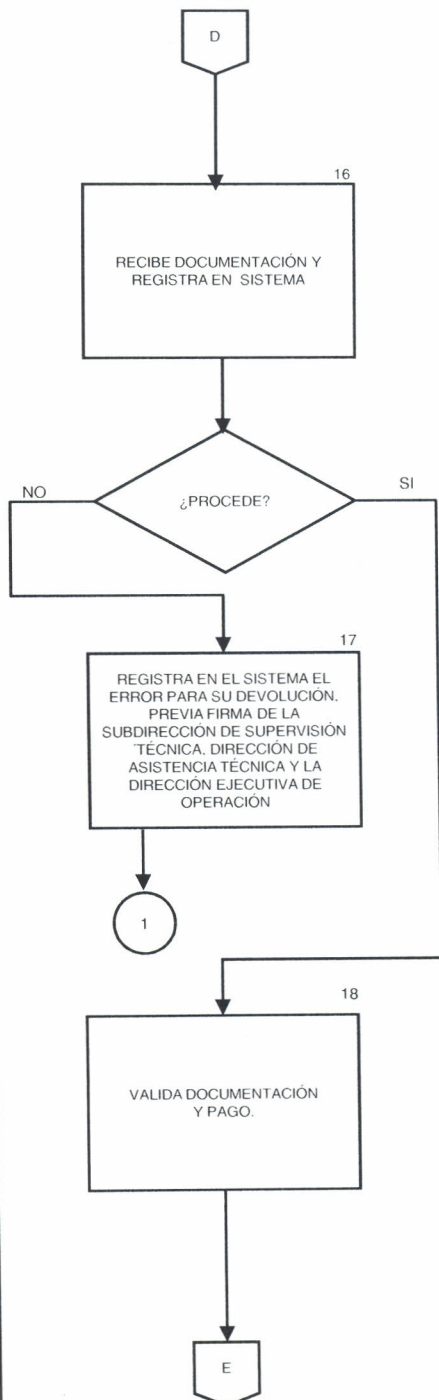 D
16
RECIBE DOCUMENTACIÓN Y
REGISTRA EN SISTEMA
¿PROCEDE?
NO
SI
17
REGISTRA EN EL SISTEMA EL
ERROR PARA SU DEVOLUCIÓN,
PREVIA FIRMA DE LA
SUBDIRECCIÓN DE SUPERVISIÓN
TÉCNICA, DIRECCIÓN DE
ASISTENCIA TÉCNICA Y LA
DIRECCIÓN EJECUTIVA DE
OPERACIÓN
1
18
VALIDA DOCUMENTACIÓN
Y PAGO.
E